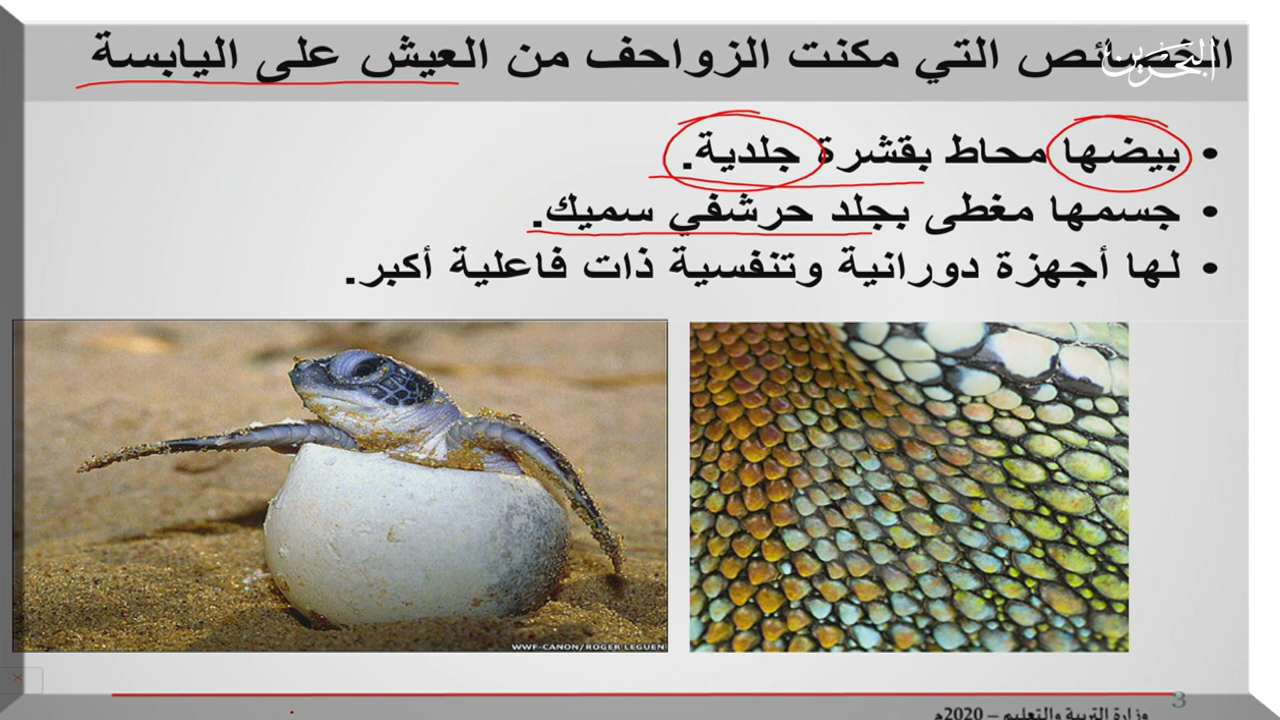 الخصائص التي مكنت الزواحف من العيش على اليابسة
البحرين
• بيضها محاط بقشرة جلدية.
• جسمها مغطى بجلد حرشفي سميك.
• لها أجهزة دورانية وتنفسية ذات فاعلية أكبر.
WWF-CANON/ROGER LEGUEN
3
وزارة التربية والتعليم – 2020م